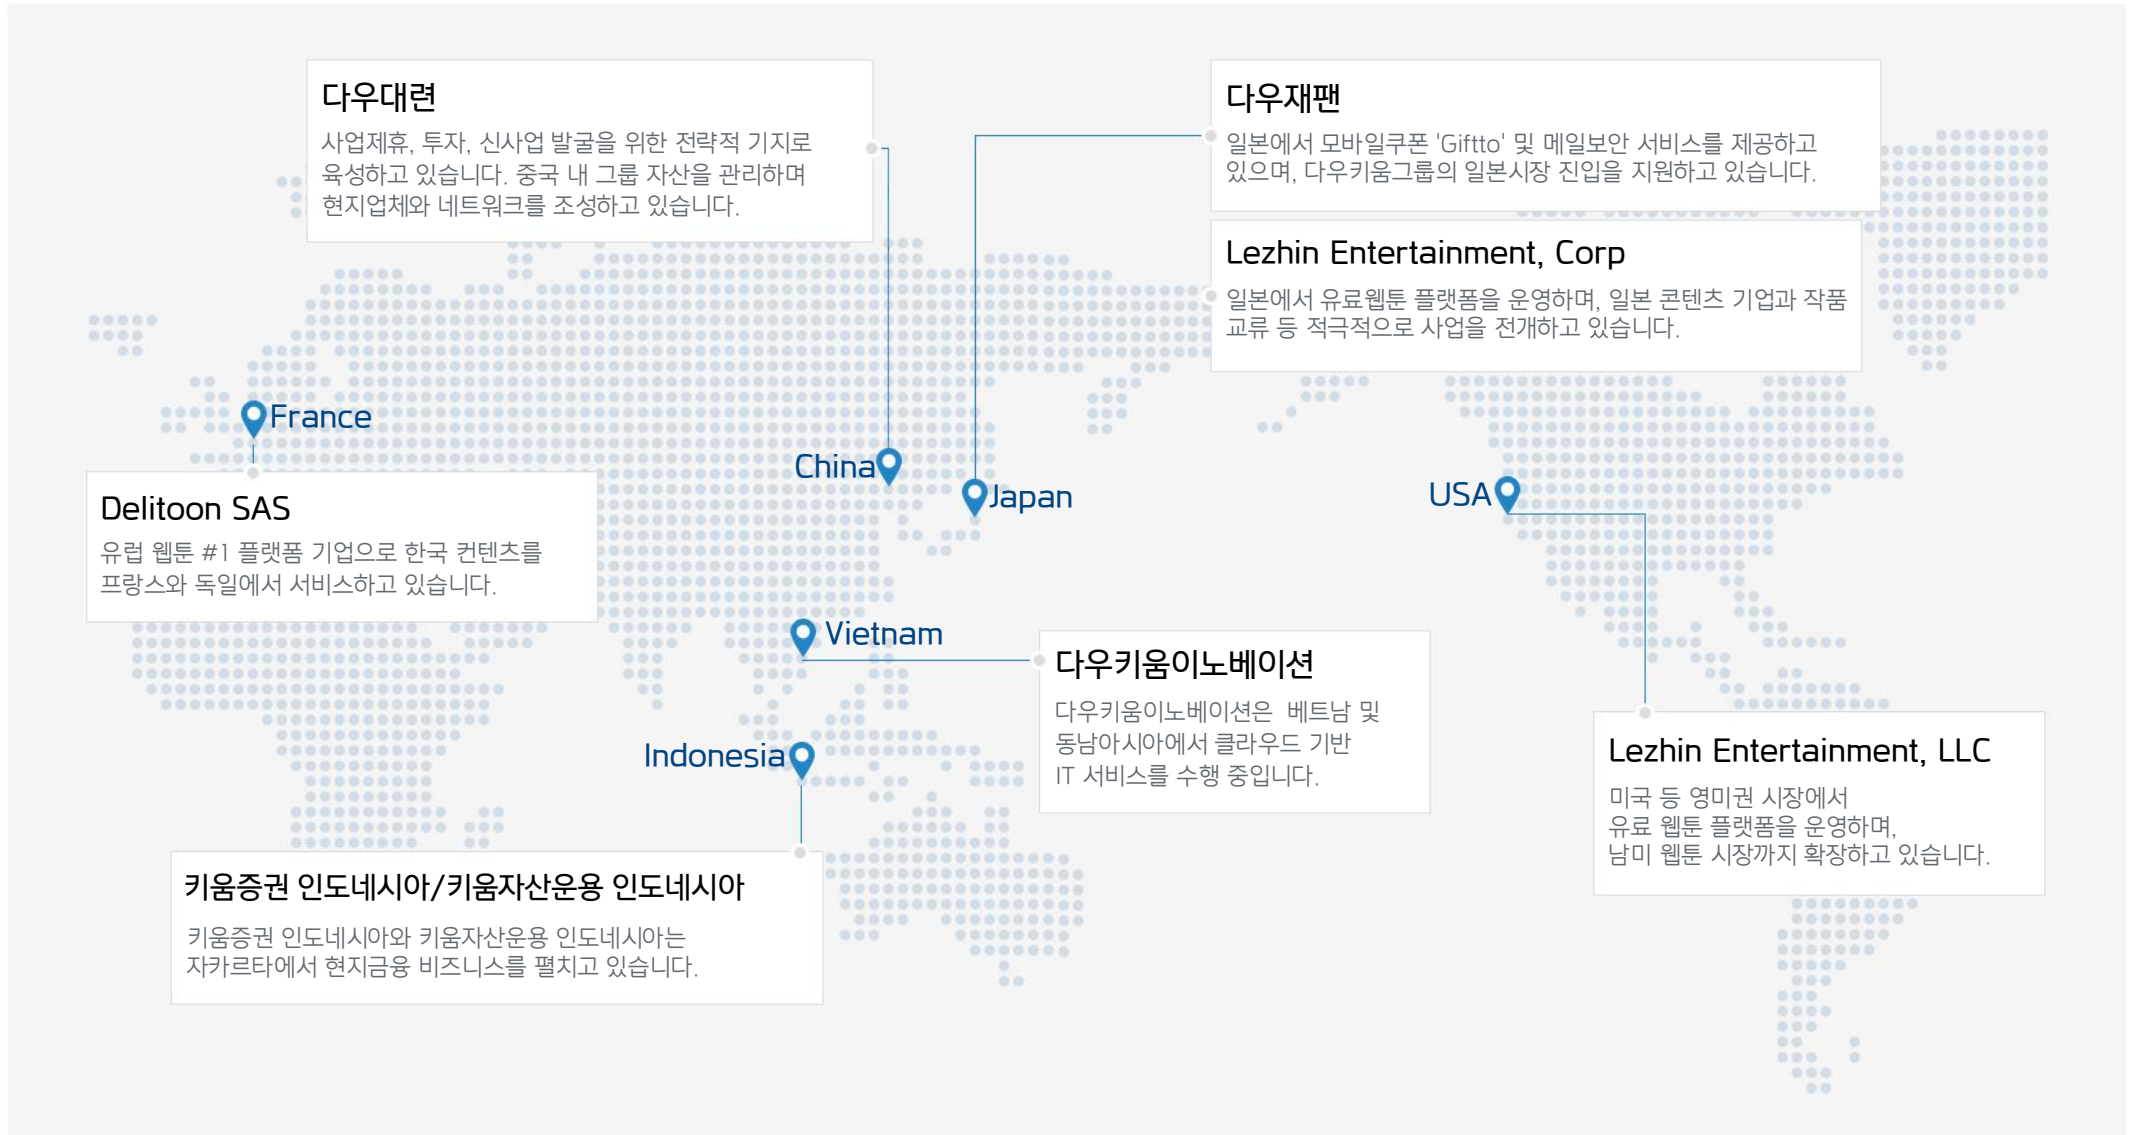 다우대련
사업제휴, 투자, 신사업 발굴을 위한 전략적 기지로
육성하고 있습니다. 중국 내 그룹 자산을 관리하며
현지업체와 네트워크를 조성하고 있습니다.
다우재팬
일본에서 모바일쿠폰 'Giftto' 및 메일보안 서비스를 제공하고
있으며, 다우키움그룹의 일본시장 진입을 지원하고 있습니다.
Lezhin Entertainment, Corp
일본에서 유료웹툰 플랫폼을 운영하며, 일본 콘텐츠 기업과 작품
교류 등 적극적으로 사업을 전개하고 있습니다.
France
China
Japan
USA
Delitoon SAS
유럽 웹툰 #1 플랫폼 기업으로 한국 컨텐츠를
프랑스와 독일에서 서비스하고 있습니다.
Vietnam
다우키움이노베이션
다우키움이노베이션은 베트남 및
동남아시아에서 클라우드 기반
IT 서비스를 수행 중입니다.
Indonesia
Lezhin Entertainment, LLC
미국 등 영미권 시장에서
유료 웹툰 플랫폼을 운영하며,
남미 웹툰 시장까지 확장하고 있습니다.
키움증권 인도네시아/키움자산운용 인도네시아
키움증권 인도네시아와 키움자산운용 인도네시아는
자카르타에서 현지금융 비즈니스를 펼치고 있습니다.